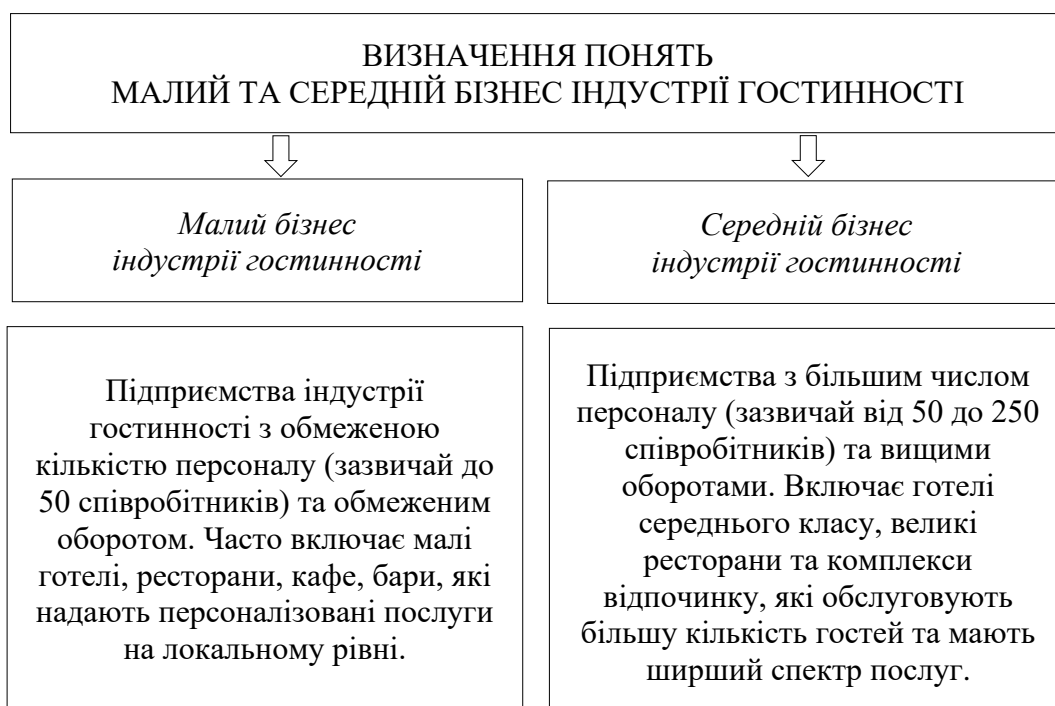 ВИЗНАЧЕННЯ ПОНЯТЬ
МАЛИЙ ТА СЕРЕДНІЙ БІЗНЕС ІНДУСТРІЇ ГОСТИННОСТІ
Малий бізнес
індустрії гостинності
Середній бізнес
індустрії гостинності
Підприємства індустрії
гостинності з обмеженою
кількістю персоналу (зазвичай до
50 співробітників) та обмеженим
оборотом. Часто включає малі
готелі, ресторани, кафе, бари, які
надають персоналізовані послуги
на локальному рівні.
Підприємства з більшим числом
персоналу (зазвичай від 50 до 250
співробітників) та вищими
оборотами. Включає готелі
середнього класу, великі
ресторани та комплекси
відпочинку, які обслуговують
більшу кількість гостей та мають
ширший спектр послуг.